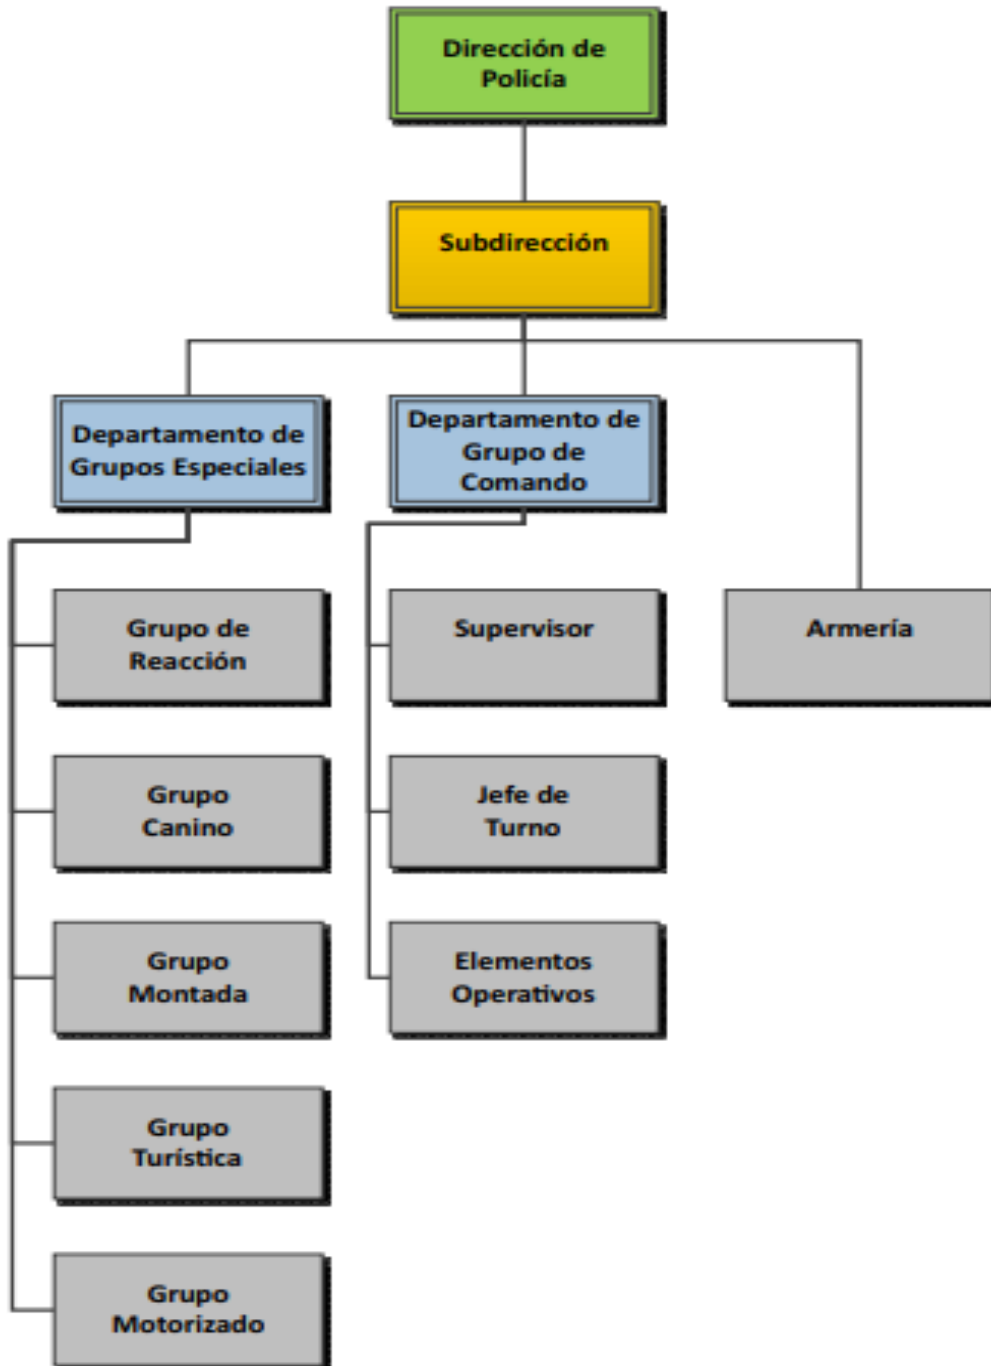 Dirección de
Policía
Subdirección
Departamento de
Grupos Especiales
Departamento de
Grupo de
Comando
Grupo de
Reacción
Supervisor
Armería
Grupo
Canino
Jefe de
Turno
Grupo
Montada
Elementos
Operativos
Grupo
Turística
Grupo
Motorizado